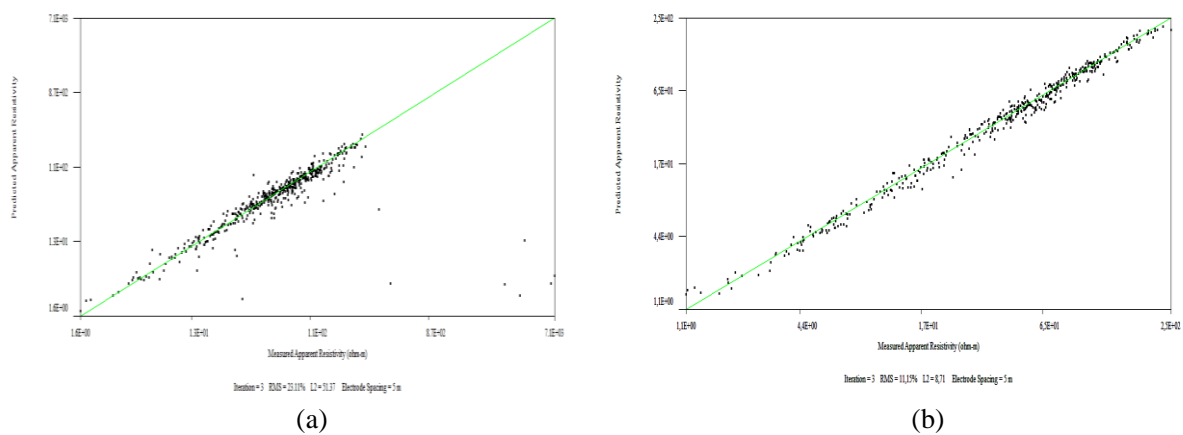 7.1E+03
8.7E+02
1.1E+02
1.3E+01
1.6E+00
Predicted Apparent Resistivity
1.6E+00 1.3E+01 1.1E+02 8.7E+02 7.1E+03
Measured Apparent Resistivity (ohm-m)
Iteration = 3 RMS = 23.11% L2 = 51.37 Electrode Spacing = 5 m
(a)
2,5E+02
6,5E+01
1,7E+01
4,4E+00
1,1E+00
Predicted Apparent Resistivity
1,1E+00 4,4E+00 1,7E+01 6,5E+01 2,5E+02
Measured Apparent Resistivity (ohm-m)
Iteration = 3 RMS = 11,15% L2 = 8,71 Electrode Spacing = 5 m
(b)